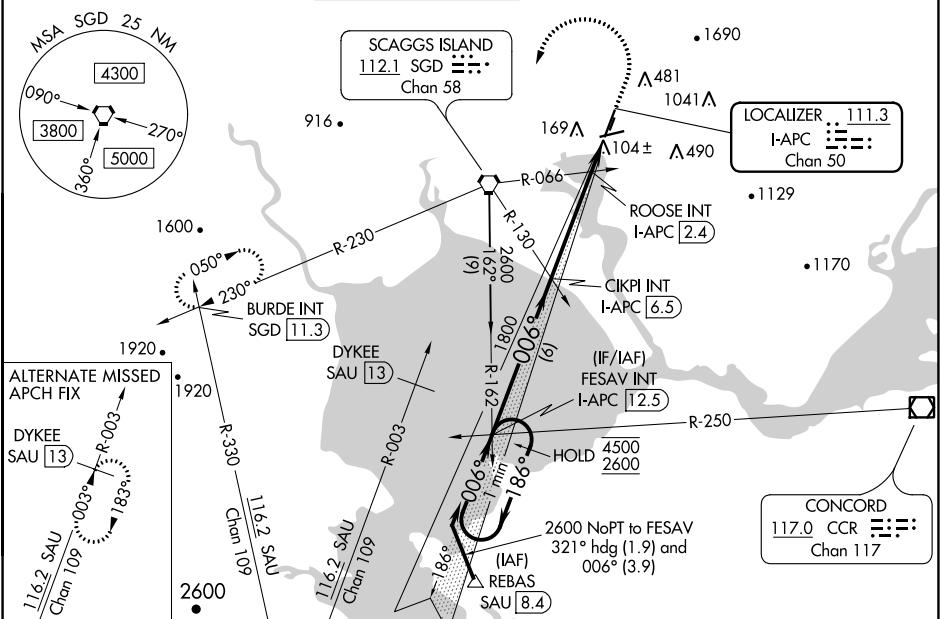 MSA SGD 25 NM
4300
090°
3800
270°
5000
360°
SCAGGS ISLAND
112.1 SGD
Chan 58
1690
481
1041
916
169
104 ±
490
LOCALIZER 111.3
I-APC
Chan 50
R-066
ROOSE INT
I-APC 2.4
1129
R-130
R-230
1600
2600
162°
(9)
050°
230°
CIKPI INT
I-APC 6.5
1170
BURDE INT
SGD 11.3
1800
006°
(6)
1920
DYKEE
SAU 13
R-162
(IF/IAF)
FESAV INT
I-APC 12.5
ALTERNATE MISSED
APCH FIX
1920
R-003
DYKEE
SAU 13
R-330
R-003
R-250
HOLD 4500
2600
006°
1 min
186°
003°
183°
116.2 SAU
Chan 109
CONCORD
117.0 CCR
Chan 117
2600 NoPT to FESAV
321° hdg (1.9) and
006° (3.9)
186°
(IAF)
REBAS
SAU 8.4
116.2 SAU
Chan 109
2600
116.2 SAU
Chan 109